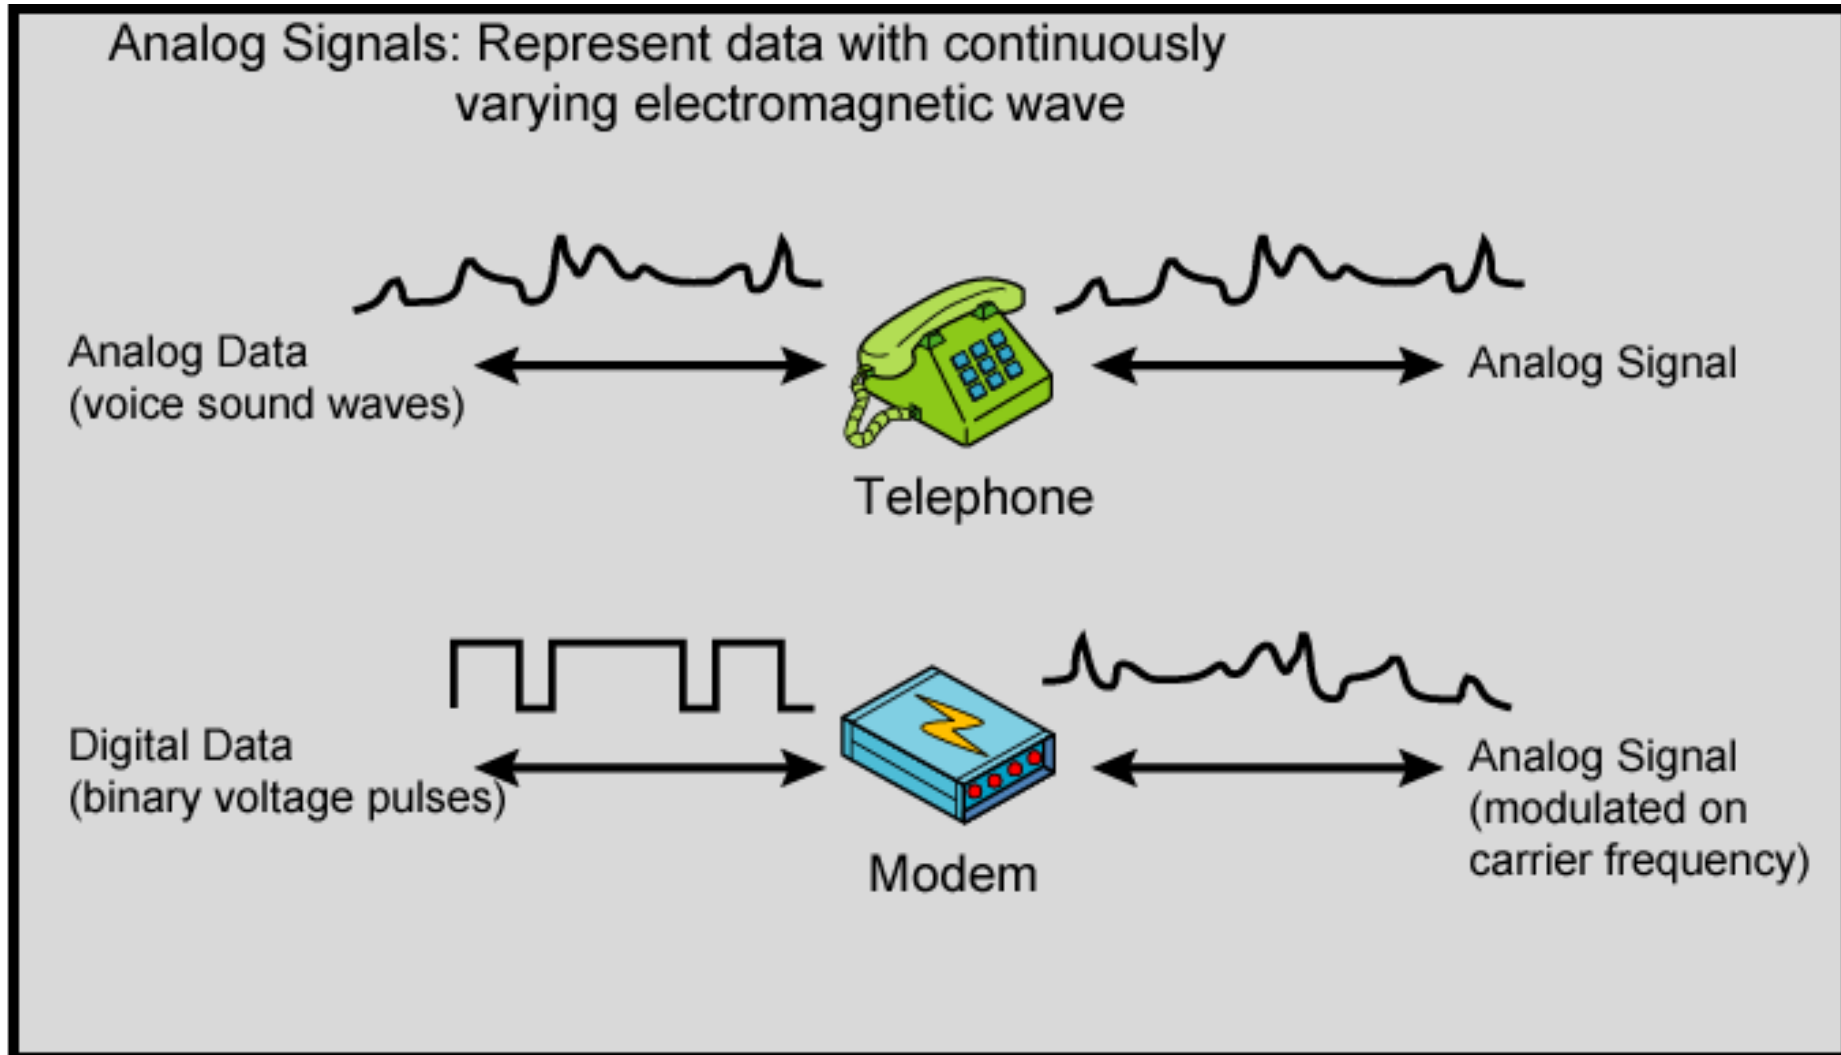 Analog Signals: Represent data with continuously
varying electromagnetic wave
Analog Data
(voice sound waves)
Analog Signal
Telephone
Digital Data
(binary voltage pulses)
Analog Signal
(modulated on
carrier frequency)
Modem